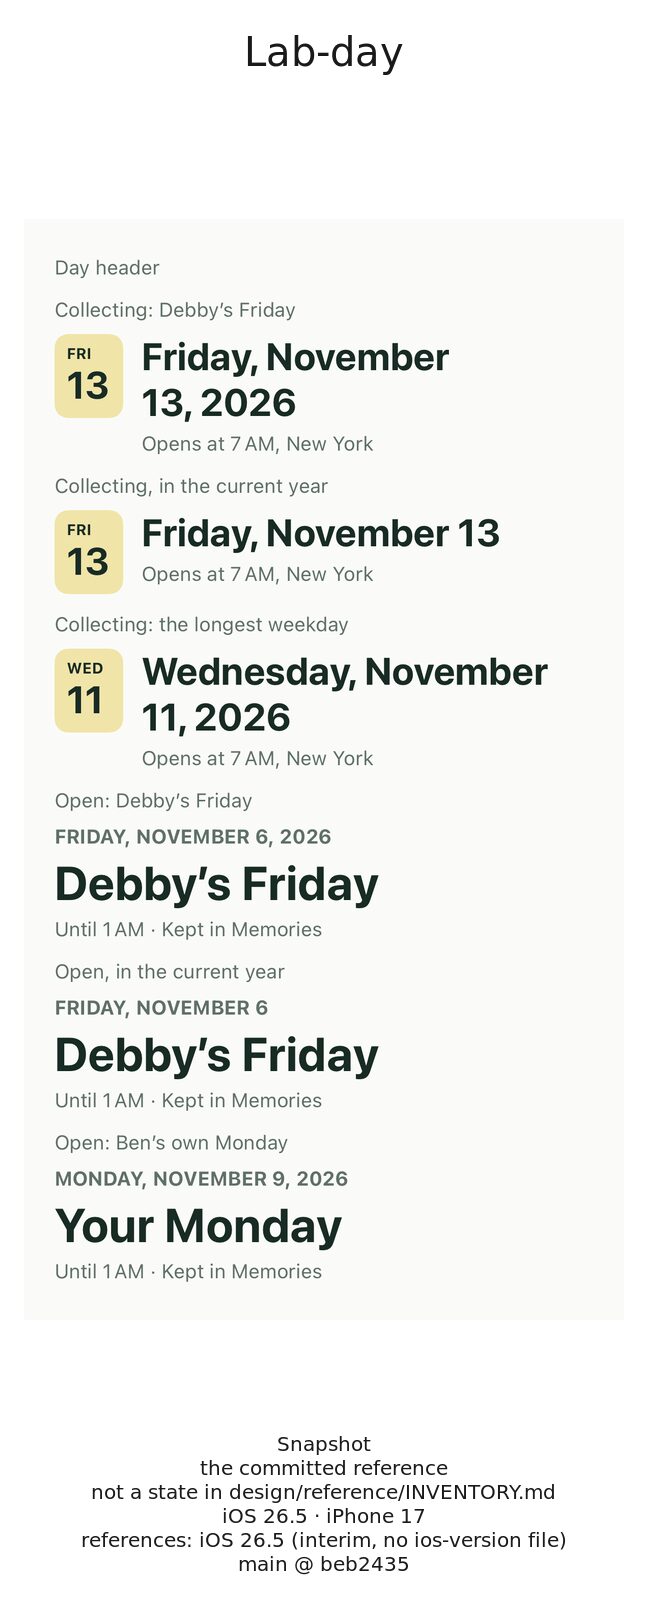 Lab-day
Day header
Collecting: Debby’s Friday
FRI
13
Friday, November
13, 2026
Opens at 7 AM, New York
Collecting, in the current year
FRI
13
Friday, November 13
Opens at 7 AM, New York
Collecting: the longest weekday
WED
11
Wednesday, November
11, 2026
Opens at 7 AM, New York
Open: Debby’s Friday
FRIDAY, NOVEMBER 6, 2026
Debby’s Friday
Until 1 AM · Kept in Memories
Open, in the current year
FRIDAY, NOVEMBER 6
Debby’s Friday
Until 1 AM · Kept in Memories
Open: Ben’s own Monday
MONDAY, NOVEMBER 9, 2026
Your Monday
Until 1 AM · Kept in Memories
Snapshot
the committed reference
not a state in design/reference/INVENTORY.md
iOS 26.5 · iPhone 17
references: iOS 26.5 (interim, no ios-version file)
main @ beb2435